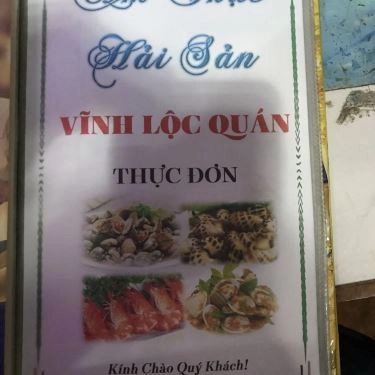 Hải Sản
VĨNH LỘC QUÁN
THỰC ĐƠN
Kính Chào Quý Khách!